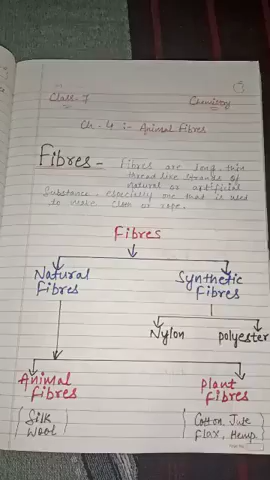 Class-7 Chemistry
Ch-4 :- Animal Fibres
Fibres - Fibres are long, thin
thread like strands of
natural or artificial
Substance, especially one that is used
to make cloth or rope.
Fibres
Natural Fibres
Synthetic Fibres
Nylon polyester
Animal Fibres
Plant Fibres
(Silk
Wool)
(Cotton, Jute
Flax, Hemp)